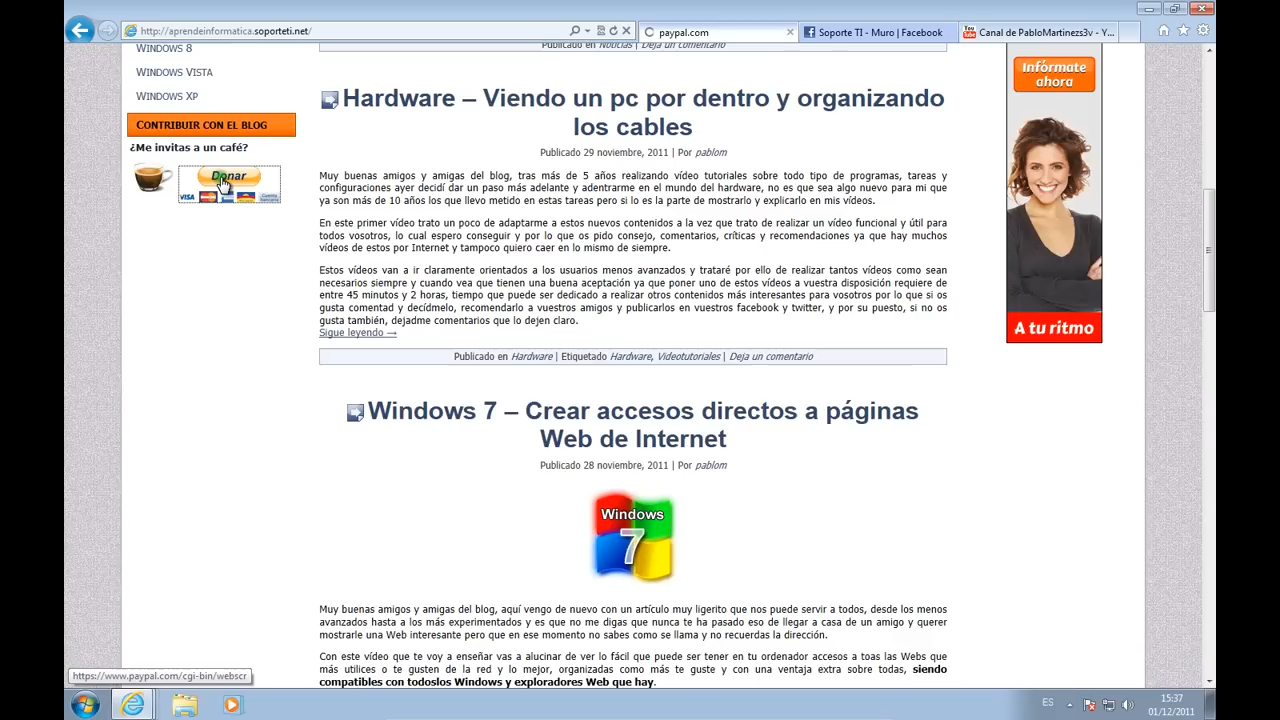 http://aprendeinformatica.soporteti.net/
paypal.com
Soporte TI - Muro | Facebook
Canal de PabloMartinezs3v - Y...
WINDOWS 8
WINDOWS VISTA
WINDOWS XP
CONTRIBUIR CON EL BLOG
¿Me invitas a un café?
Donar
VISA
Publicado en Noticias | Deja un comentario
Hardware – Viendo un pc por dentro y organizando
los cables
Publicado 29 noviembre, 2011 | Por pablom
Muy buenas amigos y amigas del blog, tras más de 5 años realizando vídeo tutoriales sobre todo tipo de programas, tareas y
configuraciones ayer decidí dar un paso más adelante y adentrarme en el mundo del hardware, no es que sea algo nuevo para mi que
ya son más de 10 años los que llevo metido en estas tareas pero si lo es la parte de mostrarlo y explicarlo en mis vídeos.
En este primer vídeo trato un poco de adaptarme a estos nuevos contenidos a la vez que trato de realizar un vídeo funcional y útil para
todos vosotros, lo cual espero conseguir y por lo que os pido consejo, comentarios, críticas y recomendaciones ya que hay muchos
vídeos de estos por Internet y tampoco quiero caer en lo mismo de siempre.
Estos vídeos van a ir claramente orientados a los usuarios menos avanzados y trataré por ello de realizar tantos vídeos como sean
necesarios siempre y cuando vea que tienen una buena aceptación ya que poner uno de estos vídeos a vuestra disposición requiere de
entre 45 minutos y 2 horas, tiempo que puede ser dedicado a realizar otros contenidos más interesantes para vosotros por lo que si os
gusta comentad y decídmelo, recomendarlo a vuestros amigos y publicarlos en vuestros facebook y twitter, y por su puesto, si no os
gusta también, dejadme comentarios que lo dejen claro.
Sigue leyendo →
Publicado en Hardware | Etiquetado Hardware, Videotutoriales | Deja un comentario
Windows 7 – Crear accesos directos a páginas
Web de Internet
Publicado 28 noviembre, 2011 | Por pablom
Windows
7
Muy buenas amigos y amigas del blog, aquí vengo de nuevo con un artículo muy ligerito que nos puede servir a todos, desde los menos
avanzados hasta a los más experimentados y es que no me digas que nunca te ha pasado eso de llegar a casa de un amigo y querer
mostrarle una Web interesante pero que en ese momento no sabes como se llama y no recuerdas la dirección.
Con este vídeo que te voy a enseñar vas a alucinar de ver lo fácil que puede ser tener en tu ordenador accesos a toas las Webs que
más utilices o te gusten de la red y lo mejor, organizadas como más te guste y con una ventaja extra sobre todas, siendo
compatibles con todoslos Windows y exploradores Web que hay.
Infórmate
ahora
A tu ritmo
https://www.paypal.com/cgi-bin/webscr
ES
15:37
01/12/2011